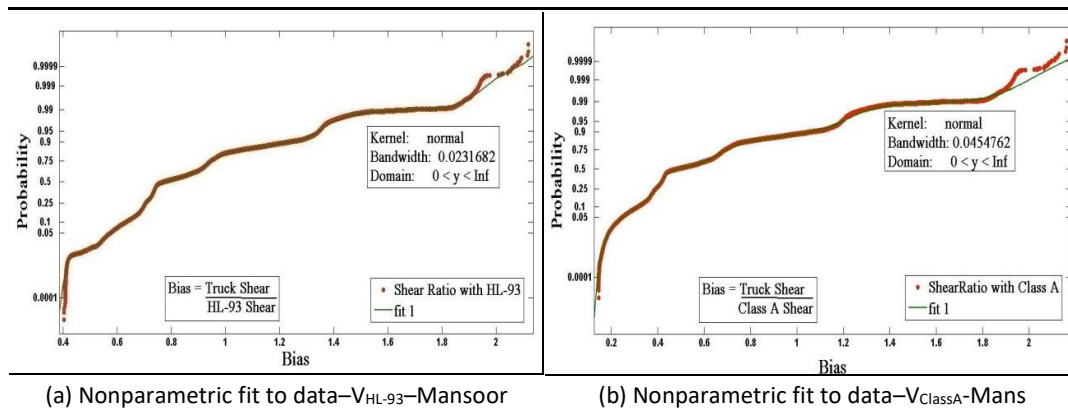 0.9999
0.999
0.99
0.95
0.9
0.75
0.5
0.25
0.1
0.05
0.0001
Probability
Kernel: normal
Bandwidth: 0.0231682
Domain: 0 < y < Inf
Bias = Truck Shear
HL-93 Shear
Shear Ratio with HL-93
fit 1
0.4 0.6 0.8 1 1.2 1.4 1.6 1.8 2
Bias
(a) Nonparametric fit to data–VHL-93–Mansoor
0.9999
0.999
0.99
0.95
0.9
0.75
0.5
0.25
0.1
0.05
0.0001
Probability
Kernel: normal
Bandwidth: 0.0454762
Domain: 0 < y < Inf
Bias = Truck Shear
Class A Shear
ShearRatio with Class A
fit 1
0.2 0.4 0.6 0.8 1 1.2 1.4 1.6 1.8 2
Bias
(b) Nonparametric fit to data–VClassA-Mans